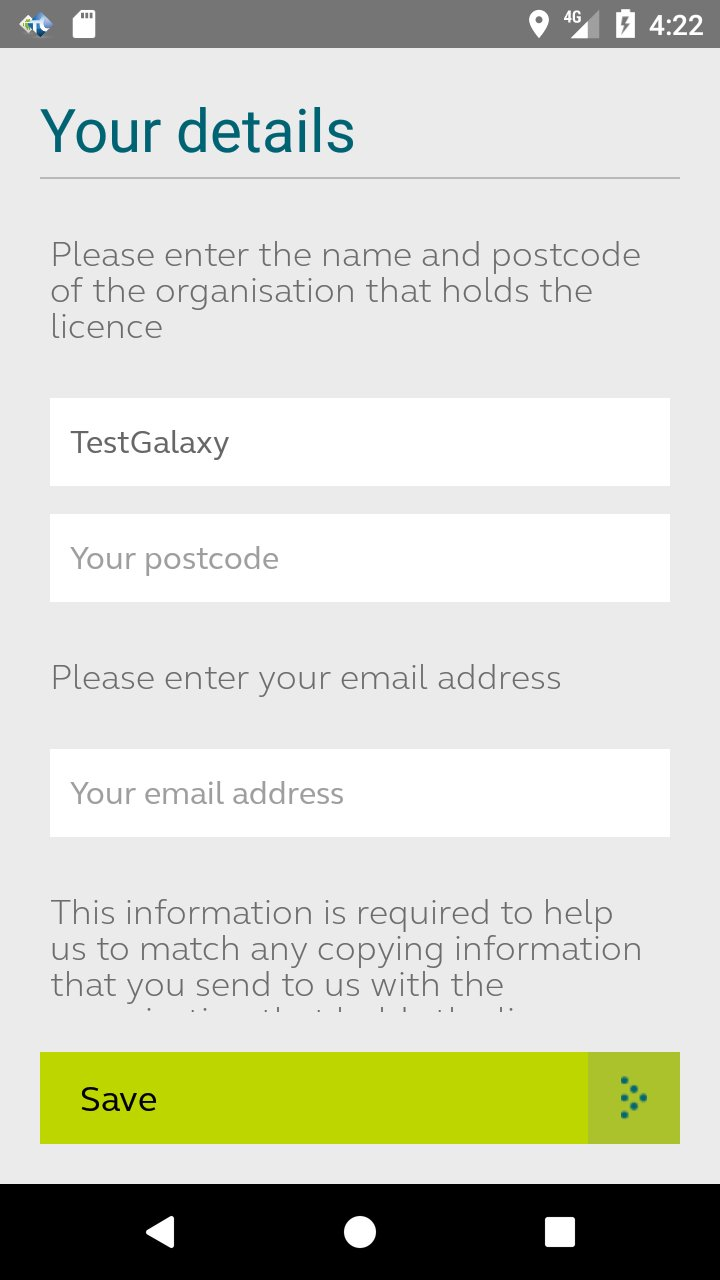 4G 4:22
Your details
Please enter the name and postcode
of the organisation that holds the
licence
TestGalaxy
Your postcode
Please enter your email address
Your email address
This information is required to help
us to match any copying information
that you send to us with the
Save